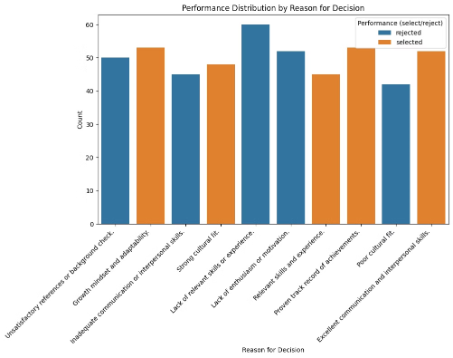 Performance Distribution by Reason for Decision
Performance (select/reject)
rejected
selected
60
50
40
30
20
10
0
Count
Unsatisfactory references or background check.
Growth mindset and adaptability.
Inadequate communication or interpersonal skills.
Strong cultural fit.
Lack of relevant skills or experience.
Lack of enthusiasm or motivation.
Relevant skills and experience.
Proven track record of achievements.
Poor cultural fit.
Excellent communication and interpersonal skills.
Reason for Decision